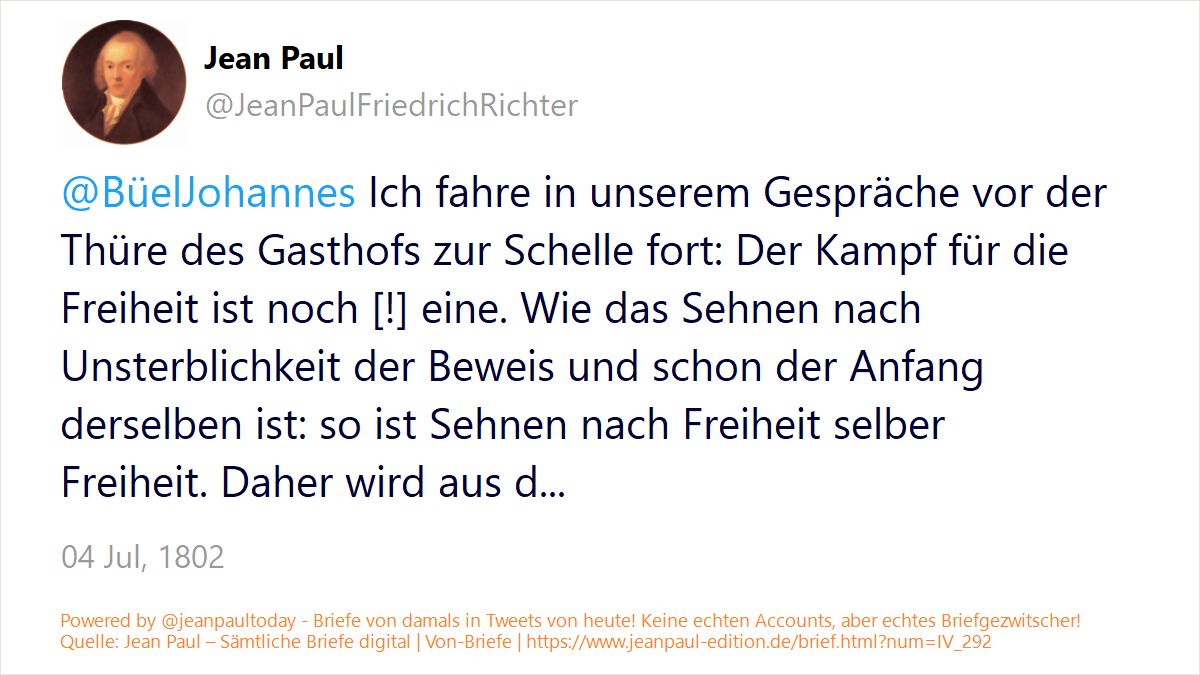 Jean Paul
@JeanPaulFriedrichRichter
@BüelJohannes Ich fahre in unserem Gespräche vor der
Thüre des Gasthofs zur Schelle fort: Der Kampf für die
Freiheit ist noch [!] eine. Wie das Sehnen nach
Unsterblichkeit der Beweis und schon der Anfang
derselben ist: so ist Sehnen nach Freiheit selber
Freiheit. Daher wird aus d...
04 Jul, 1802
Powered by @jeanpaultoday - Briefe von damals in Tweets von heute! Keine echten Accounts, aber echtes Briefgezwitscher!
Quelle: Jean Paul – Sämtliche Briefe digital | Von-Briefe | https://www.jeanpaul-edition.de/brief.html?num=IV_292